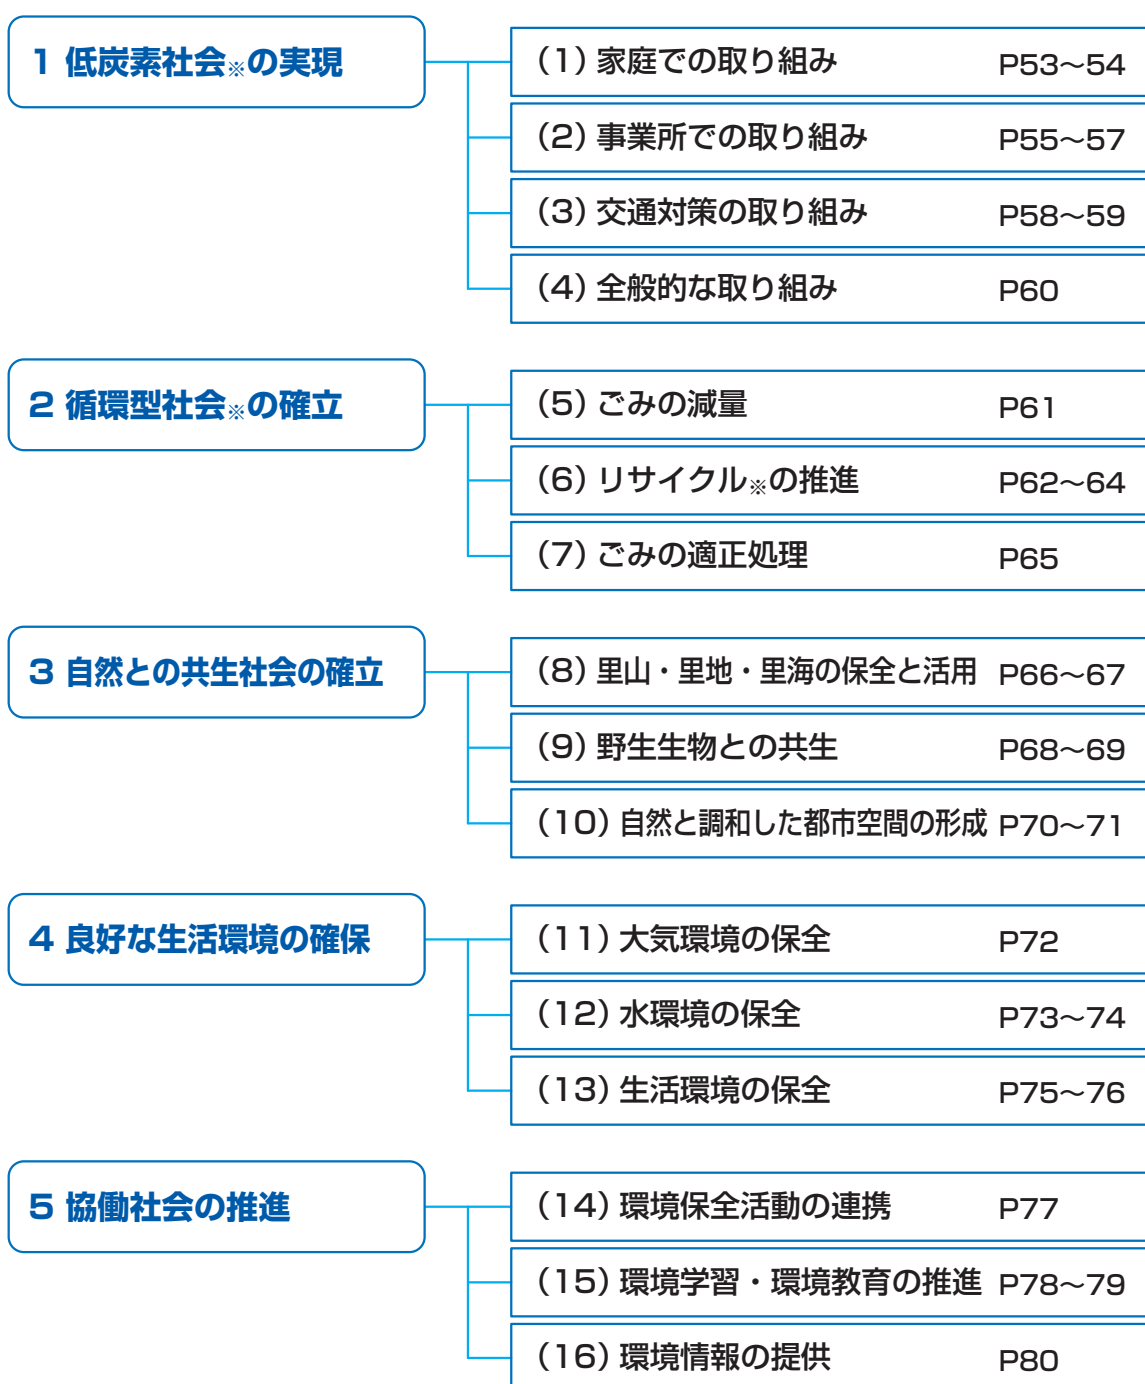 1 低炭素社会※の実現
(1) 家庭での取り組み P53～54
(2) 事業所での取り組み P55～57
(3) 交通対策の取り組み P58～59
(4) 全般的な取り組み P60
2 循環型社会※の確立
(5) ごみの減量 P61
(6) リサイクル※の推進 P62～64
(7) ごみの適正処理 P65
3 自然との共生社会の確立
(8) 里山・里地・里海の保全と活用 P66～67
(9) 野生生物との共生 P68～69
(10) 自然と調和した都市空間の形成 P70～71
4 良好な生活環境の確保
(11) 大気環境の保全 P72
(12) 水環境の保全 P73～74
(13) 生活環境の保全 P75～76
5 協働社会の推進
(14) 環境保全活動の連携 P77
(15) 環境学習・環境教育の推進 P78～79
(16) 環境情報の提供 P80